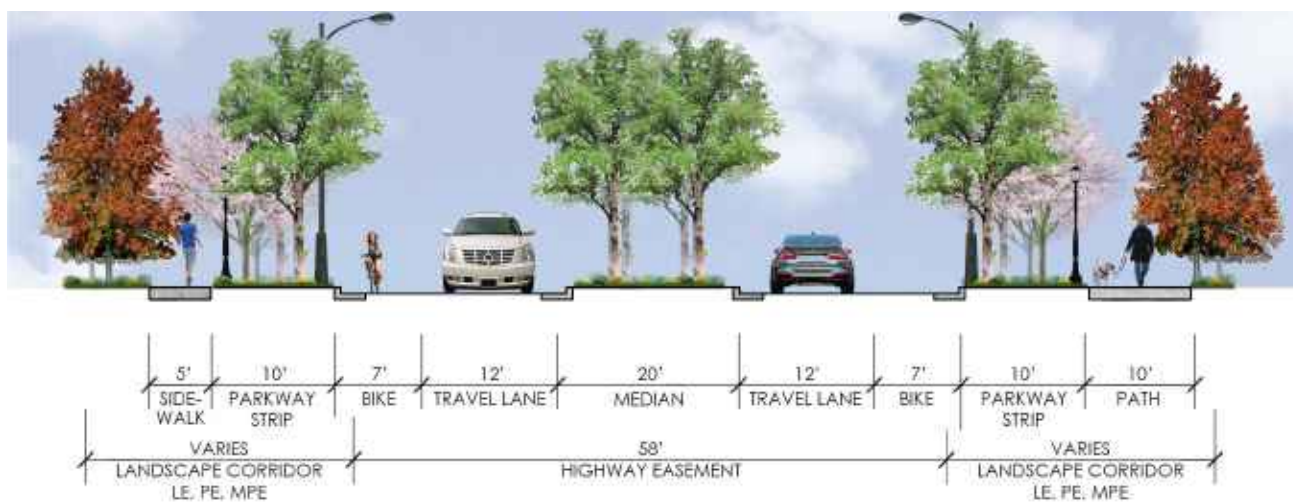 5' 10' 7' 12' 20' 12' 7' 10' 10'
SIDE- PARKWAY BIKE TRAVEL LANE MEDIAN TRAVEL LANE BIKE PARKWAY PATH
WALK STRIP STRIP
VARIES 58' VARIES
LANDSCAPE CORRIDOR HIGHWAY EASEMENT LANDSCAPE CORRIDOR
LE, PE, MPE LE, PE, MPE